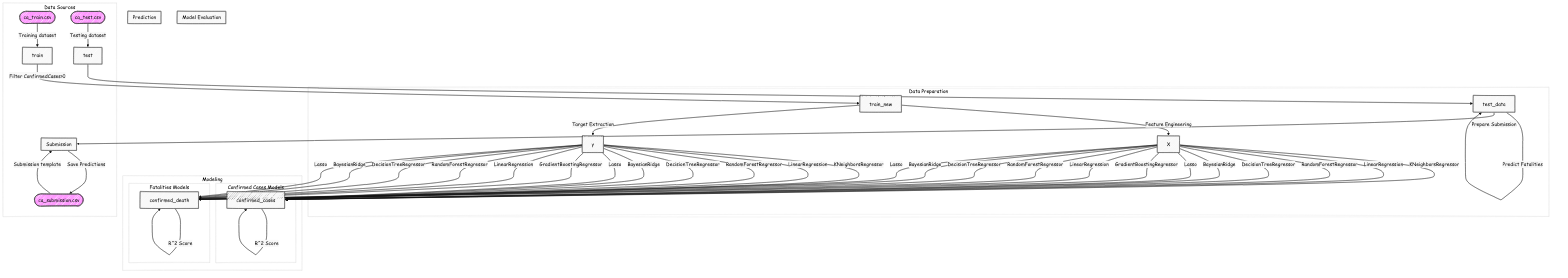 Data Sources
ca_train.csv
ca_test.csv
Prediction
Model Evaluation
Training dataset
Testing dataset
train
test
Filter ConfirmedCases>0
Data Preparation
train_new
test_data
Target Extraction
Feature Engineering
Prepare Submission
Submission
y
X
Submission template
Save Predictions
Lasso
BayesianRidge
DecisionTreeRegressor
RandomForestRegressor
LinearRegression
GradientBoostingRegressor
Lasso
BayesianRidge
DecisionTreeRegressor
RandomForestRegressor
LinearRegression
KNeighborsRegressor
Lasso
BayesianRidge
DecisionTreeRegressor
RandomForestRegressor
LinearRegression
GradientBoostingRegressor
Lasso
BayesianRidge
DecisionTreeRegressor
RandomForestRegressor
LinearRegression
KNeighborsRegressor
Predict Fatalities
Modeling
Fatalities Models
Confirmed Cases Models
ca_submission.csv
confirmed_death
confirmed_cases
R^2 Score
R^2 Score